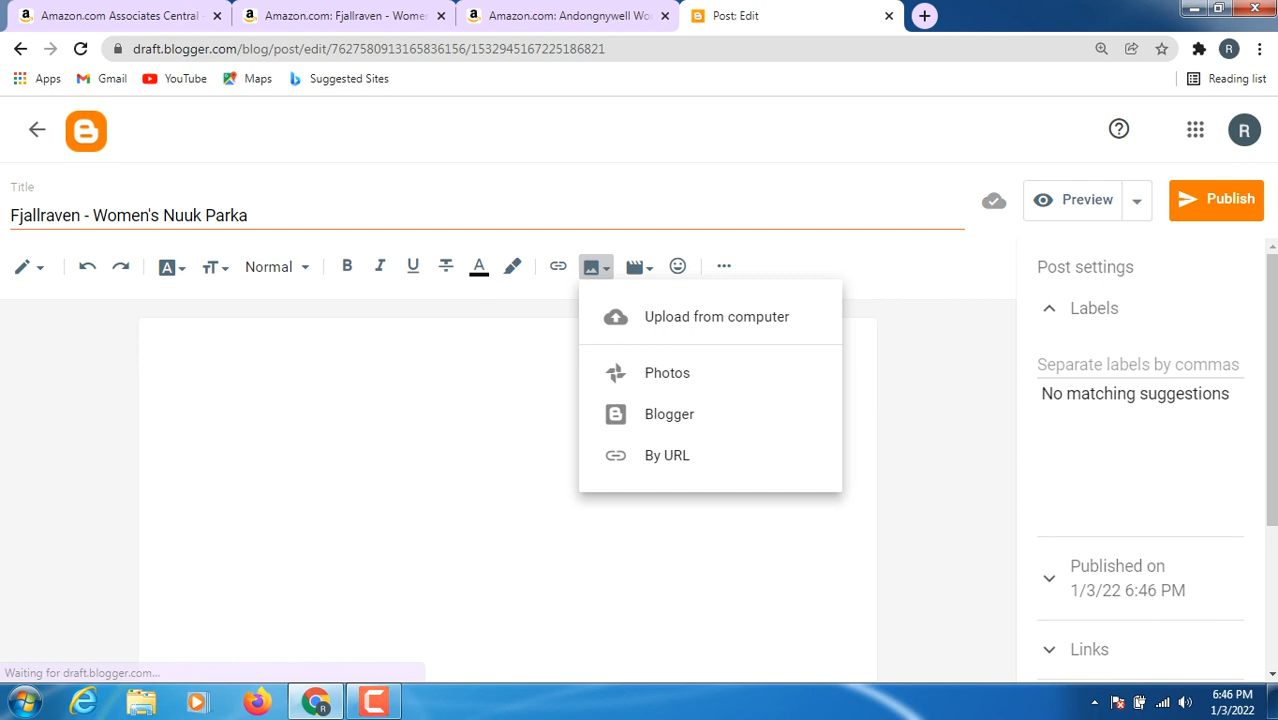 Amazon.com Associates Central -
Amazon.com: Fjallraven - Women
Amazon.com: Andongnywell Wo
Post: Edit
draft.blogger.com/blog/post/edit/7627580913165836156/1532945167225186821
R
Apps
Gmail
YouTube
Maps
Suggested Sites
Reading list
R
Title
Fjallraven - Women's Nuuk Parka
Preview
Publish
A
Normal
B
I
U
A
Upload from computer
Photos
Blogger
By URL
Post settings
Labels
Separate labels by commas
No matching suggestions
Published on
1/3/22 6:46 PM
Links
Waiting for draft.blogger.com...
6:46 PM
1/3/2022